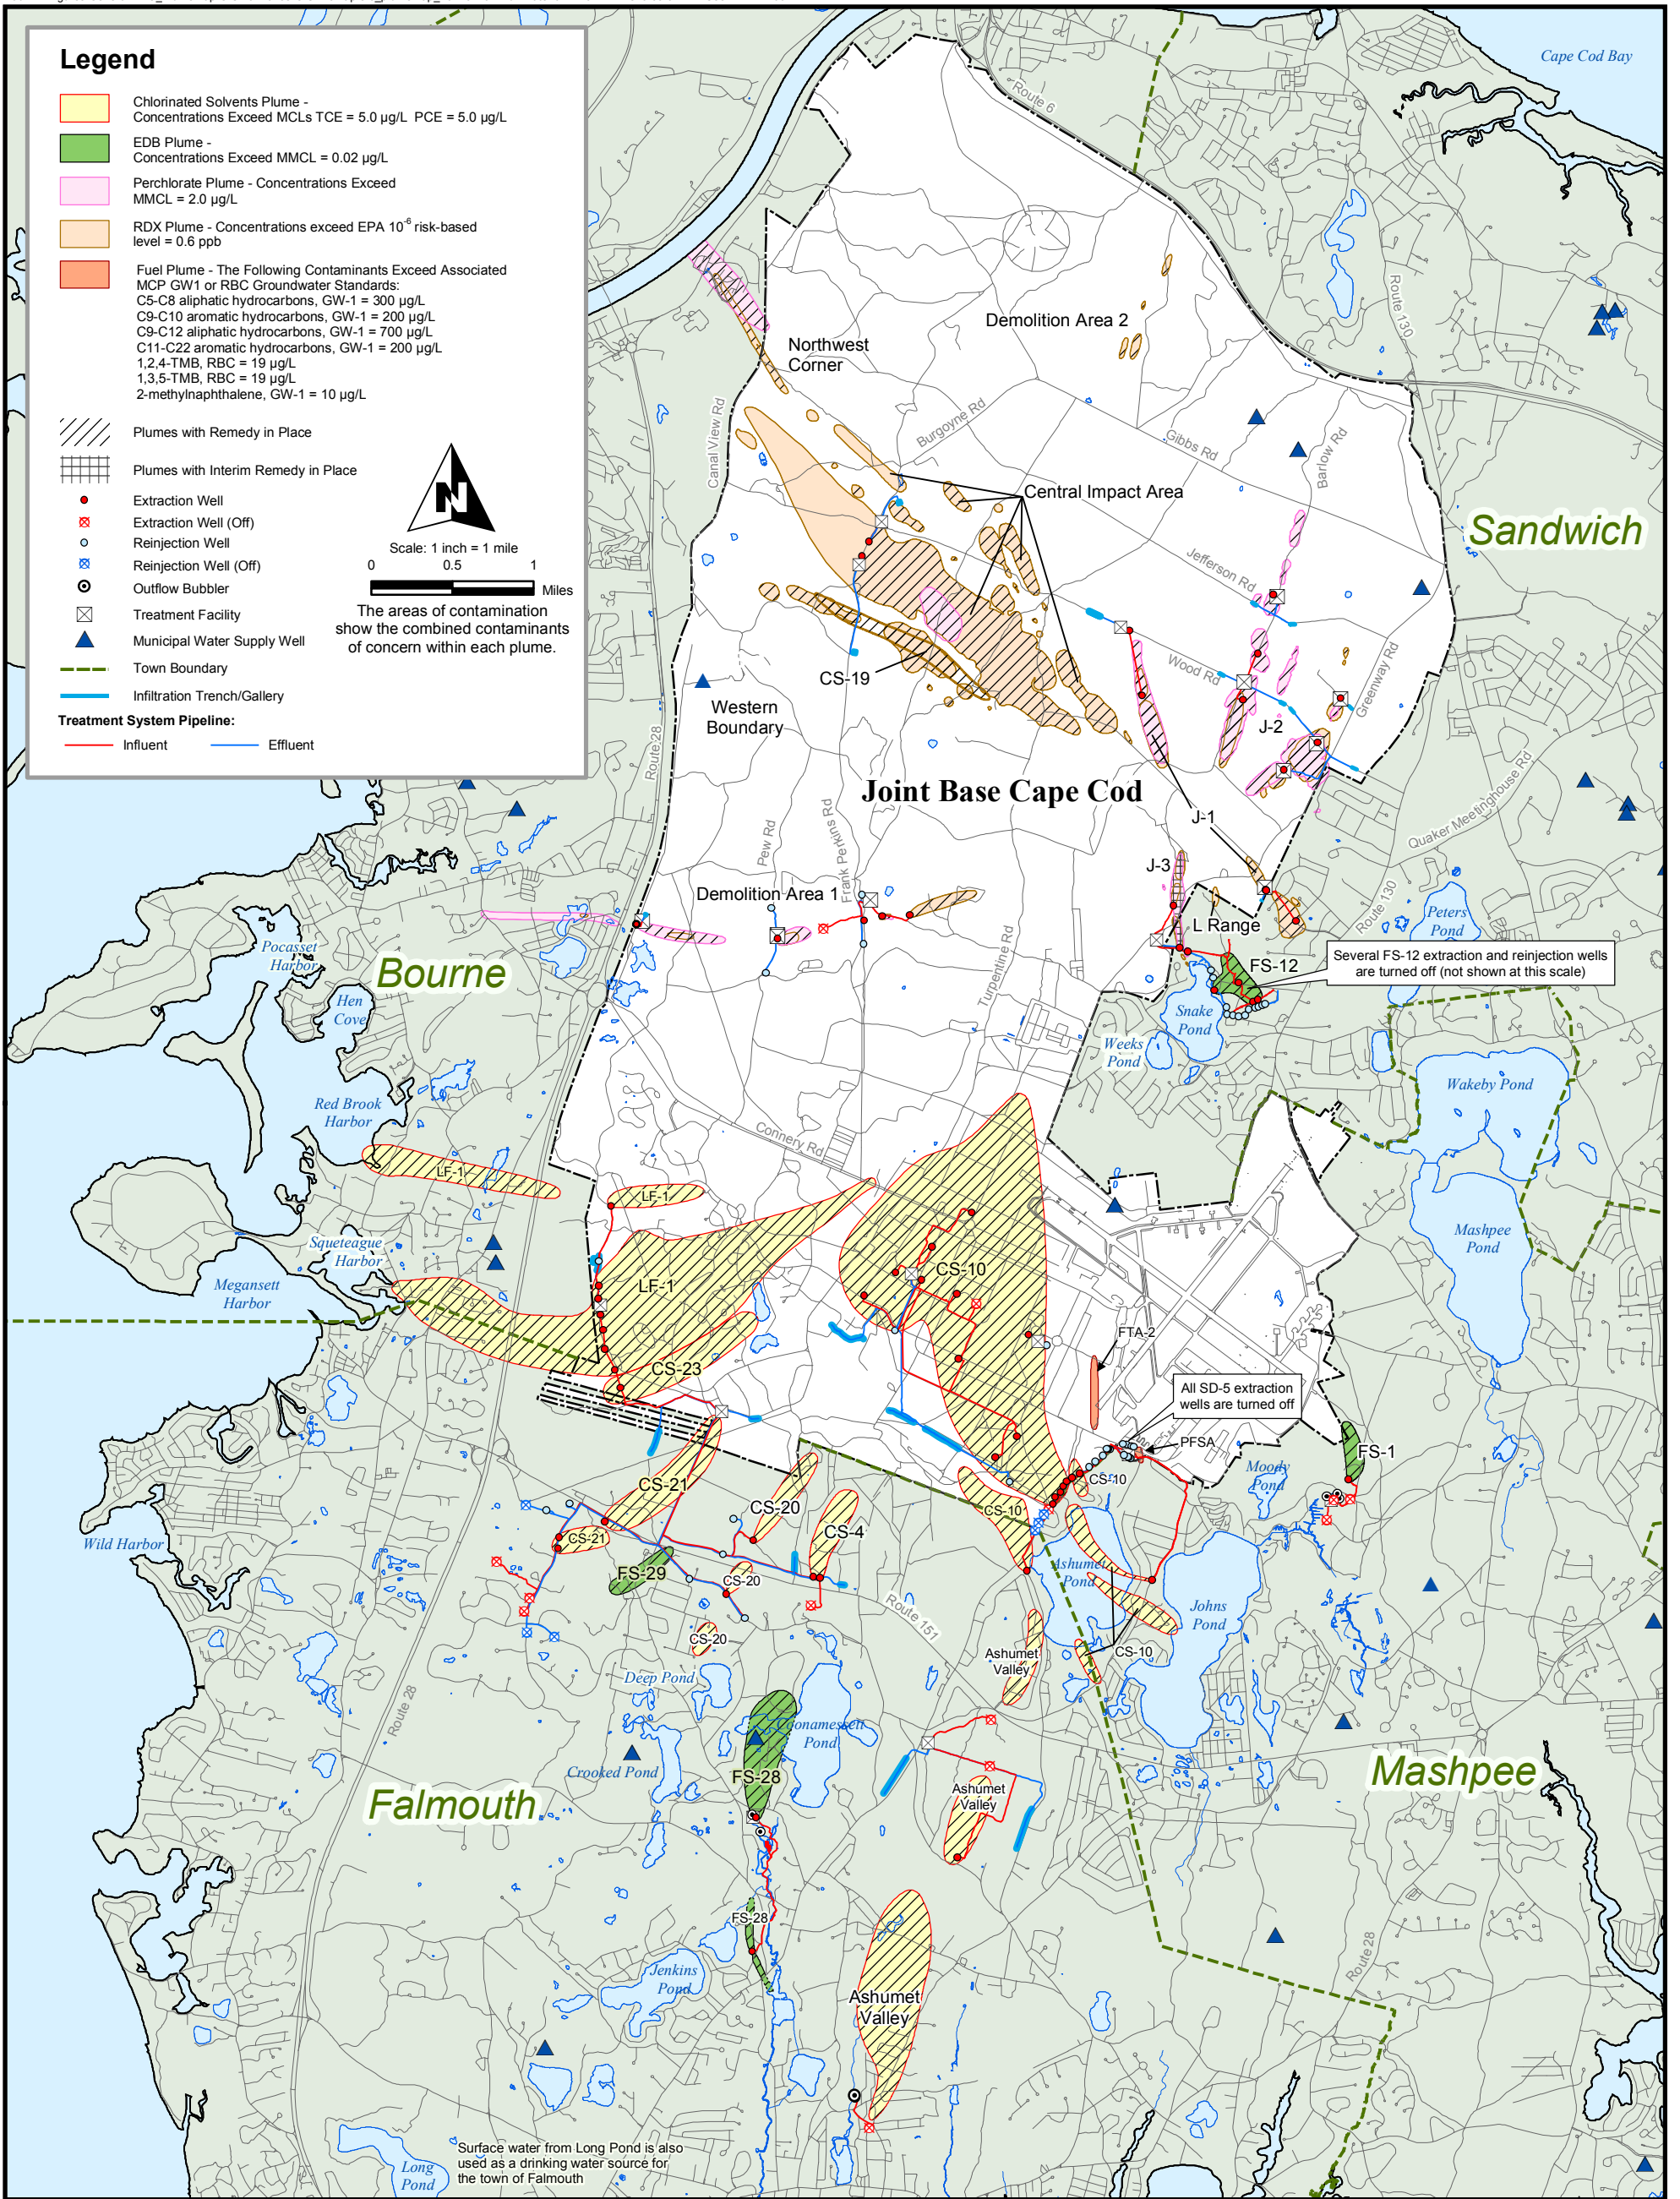 Legend
Chlorinated Solvents Plume -
Concentrations Exceed MCLs TCE = 5.0 µg/L PCE = 5.0 µg/L
EDB Plume -
Concentrations Exceed MMCL = 0.02 µg/L
Perchlorate Plume - Concentrations Exceed
MMCL = 2.0 µg/L
RDX Plume - Concentrations exceed EPA 10⁻⁶ risk-based
level = 0.6 ppb
Fuel Plume - The Following Contaminants Exceed Associated
MCP GW1 or RBC Groundwater Standards:
C5-C8 aliphatic hydrocarbons, GW-1 = 300 µg/L
C9-C10 aromatic hydrocarbons, GW-1 = 200 µg/L
C9-C12 aliphatic hydrocarbons, GW-1 = 700 µg/L
C11-C22 aromatic hydrocarbons, GW-1 = 200 µg/L
1,2,4-TMB, RBC = 19 µg/L
1,3,5-TMB, RBC = 19 µg/L
2-methylnaphthalene, GW-1 = 10 µg/L
Plumes with Remedy in Place
Plumes with Interim Remedy in Place
Extraction Well
Extraction Well (Off)
Reinjection Well
Reinjection Well (Off)
Outflow Bubbler
Treatment Facility
Municipal Water Supply Well
Town Boundary
Infiltration Trench/Gallery
Treatment System Pipeline:
Influent
Effluent
N
Scale: 1 inch = 1 mile
0 0.5 1
Miles
The areas of contamination
show the combined contaminants
of concern within each plume.
Cape Cod Bay
Route 6
Route 130
Demolition Area 2
Northwest
Corner
Canal View Rd
Burgoyne Rd
Gibbs Rd
Barlow Rd
Central Impact Area
Sandwich
Jefferson Rd
Wood Rd
Greenway Rd
CS-19
Western
Boundary
Route 28
J-2
Joint Base Cape Cod
J-1
Quaker Meetinghouse Rd
Pew Rd
Frank Perkins Rd
J-3
Demolition Area 1
L Range
Route 130
Peters
Pond
Turpentine Rd
FS-12
Several FS-12 extraction and reinjection wells
are turned off (not shown at this scale)
Pocasset
Harbor
Bourne
Hen
Cove
Snake
Pond
Weeks
Pond
Wakeby Pond
Red Brook
Harbor
Connery Rd
LF-1
LF-1
Mashpee
Pond
Squeteague
Harbor
Megansett
Harbor
LF-1
CS-10
FTA-2
CS-23
All SD-5 extraction
wells are turned off
PFSA
FS-1
Moody
Pond
CS-10
CS-21
CS-20
CS-10
CS-4
Wild Harbor
CS-21
FS-29
CS-20
Ashumet
Pond
Johns
Pond
Route 151
CS-20
Ashumet
Valley
CS-10
Deep Pond
Route 28
Coonamessett
Pond
Crooked Pond
FS-28
Ashumet
Valley
Falmouth
Mashpee
FS-28
Route 28
Jenkins
Pond
Ashumet
Valley
Surface water from Long Pond is also
used as a drinking water source for
the town of Falmouth
Long
Pond